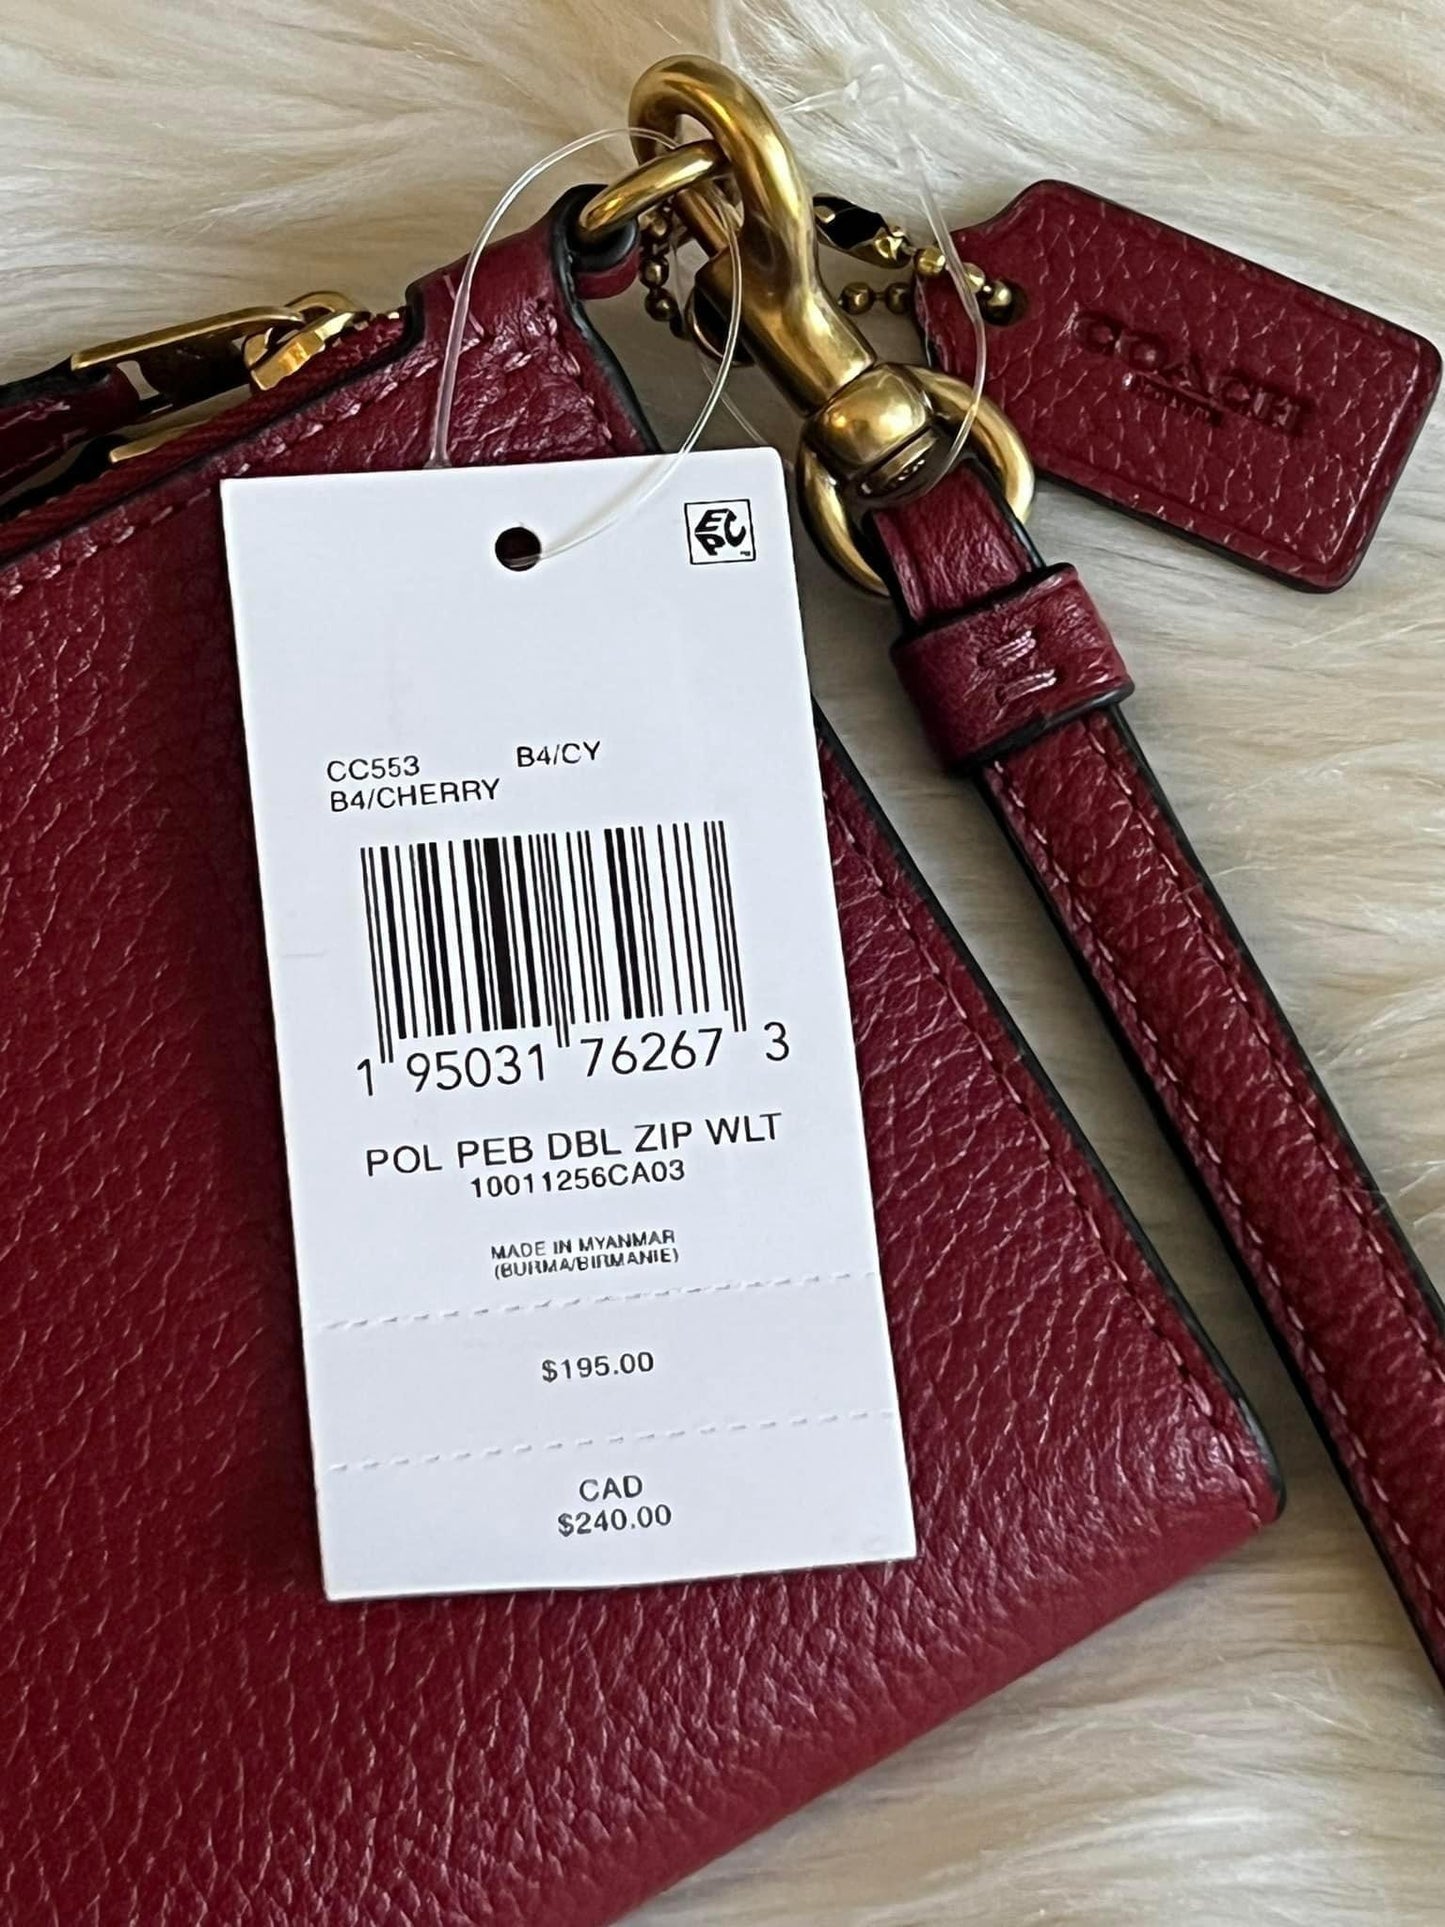 COACH
EPC
CC553 B4/CY
B4/CHERRY
1 95031 76267 3
POL PEB DBL ZIP WLT
10011256CA03
MADE IN MYANMAR
(BURMA/BIRMANIE)
$195.00
CAD
$240.00